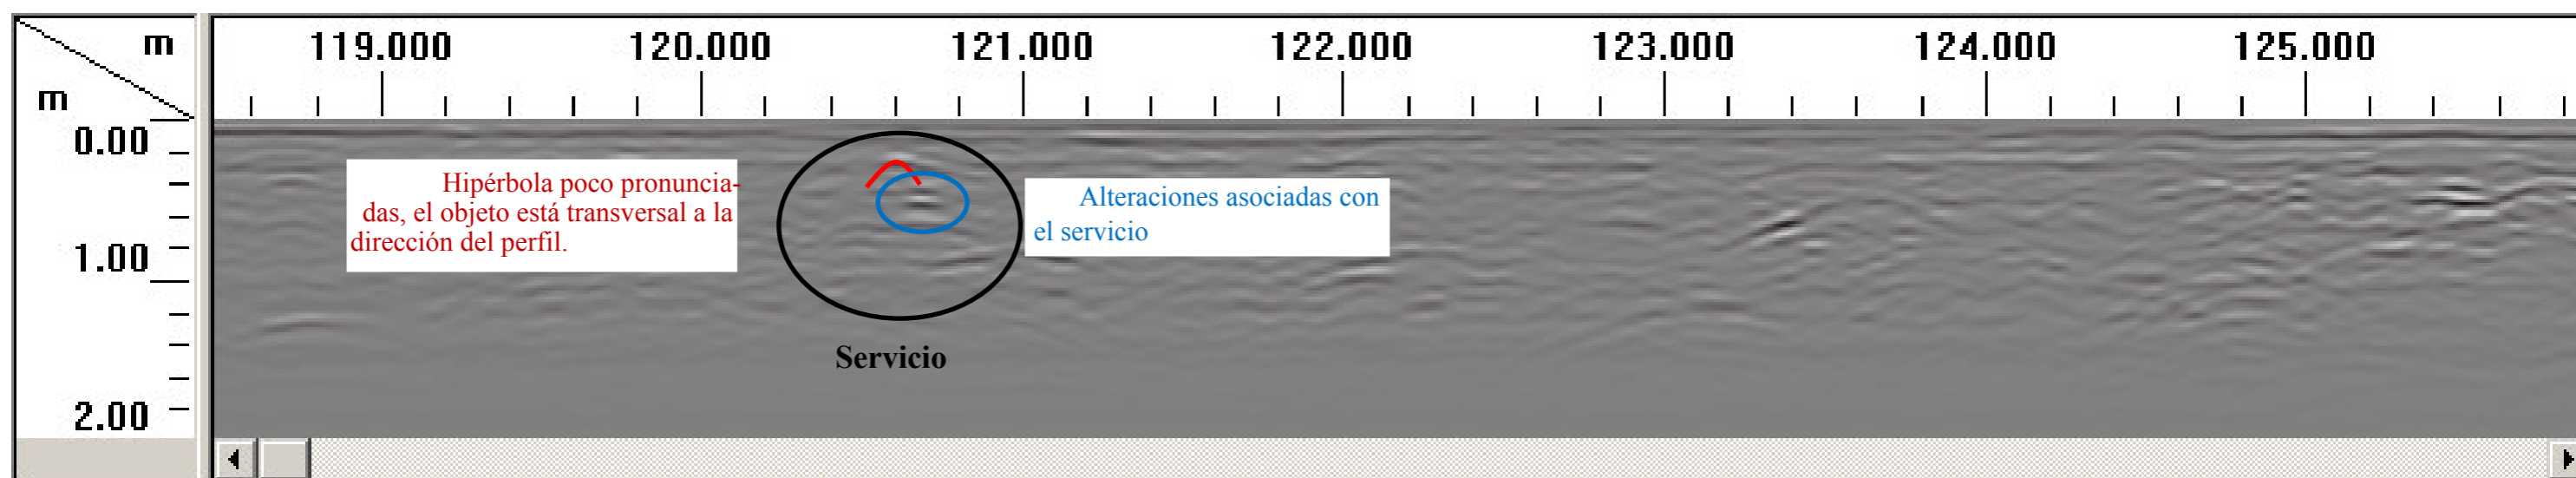 m
119.000 120.000 121.000 122.000 123.000 124.000 125.000
m
0.00
1.00
2.00
Hipérbola poco pronuncia-
das, el objeto está transversal a la
dirección del perfil.
Alteraciones asociadas con
el servicio
Servicio